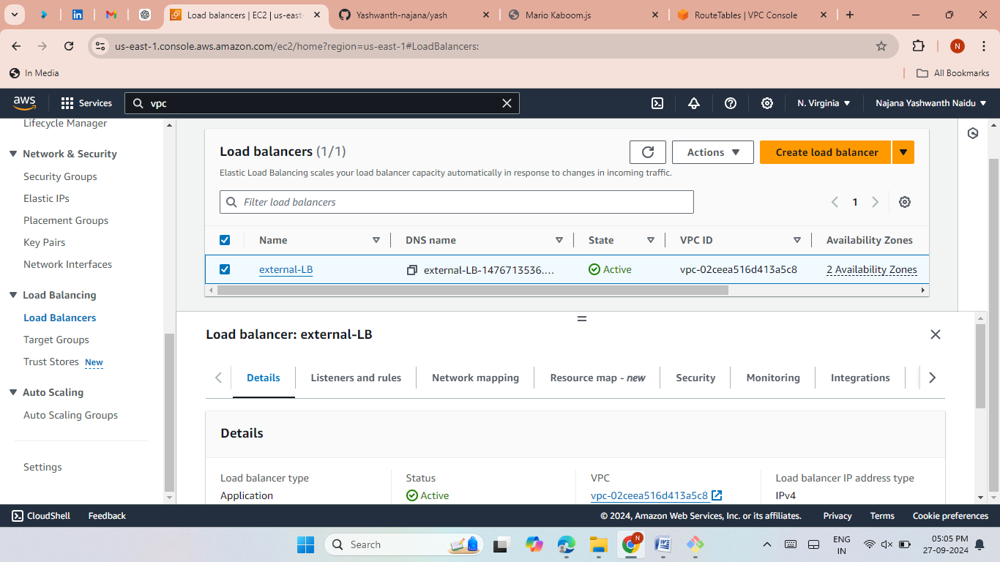 Load balancers | EC2 | us-east-
Yashwanth-najana/yash
Mario Kaboom.js
RouteTables | VPC Console
us-east-1.console.aws.amazon.com/ec2/home?region=us-east-1#LoadBalancers:
N
In Media
All Bookmarks
aws
Services
vpc
N. Virginia
Najana Yashwanth Naidu
Lifecycle Manager
Network & Security
Security Groups
Elastic IPs
Placement Groups
Key Pairs
Network Interfaces
Load Balancing
Load Balancers
Target Groups
Trust Stores New
Auto Scaling
Auto Scaling Groups
Settings
Load balancers (1/1)
Actions
Create load balancer
Elastic Load Balancing scales your load balancer capacity automatically in response to changes in incoming traffic.
Filter load balancers
1
Name
DNS name
State
VPC ID
Availability Zones
external-LB
external-LB-1476713536....
Active
vpc-02ceea516d413a5c8
2 Availability Zones
Load balancer: external-LB
Details
Listeners and rules
Network mapping
Resource map - new
Security
Monitoring
Integrations
Details
Load balancer type
Application
Status
Active
VPC
vpc-02ceea516d413a5c8
Load balancer IP address type
IPv4
CloudShell
Feedback
© 2024, Amazon Web Services, Inc. or its affiliates.
Privacy
Terms
Cookie preferences
Search
N
ENG
IN
05:05 PM
27-09-2024